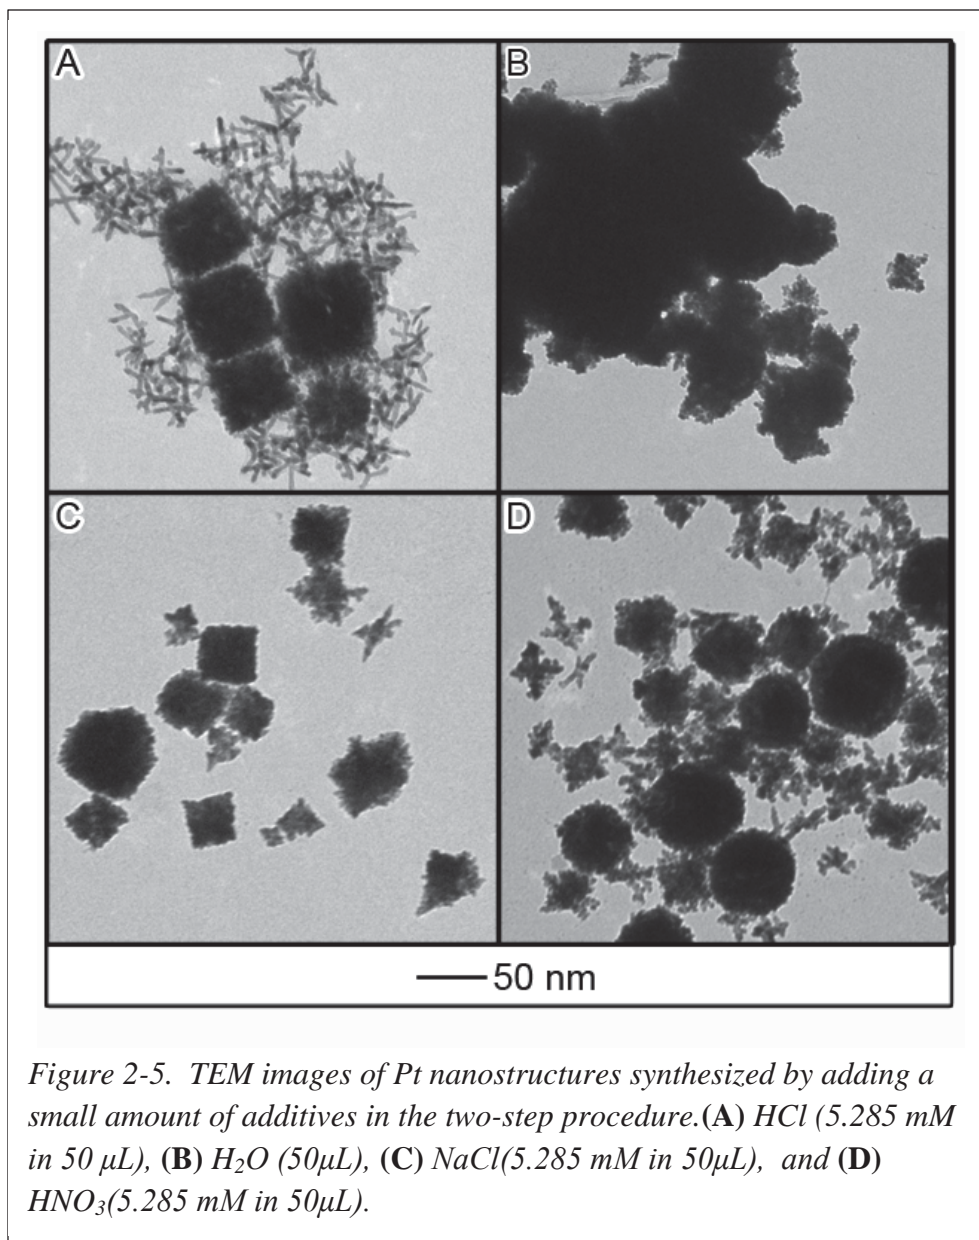 A
B
C
D
50 nm
Figure 2-5. TEM images of Pt nanostructures synthesized by adding a
small amount of additives in the two-step procedure.(A) HCl (5.285 mM
in 50 μL), (B) H₂O (50μL), (C) NaCl(5.285 mM in 50μL), and (D)
HNO₃(5.285 mM in 50μL).